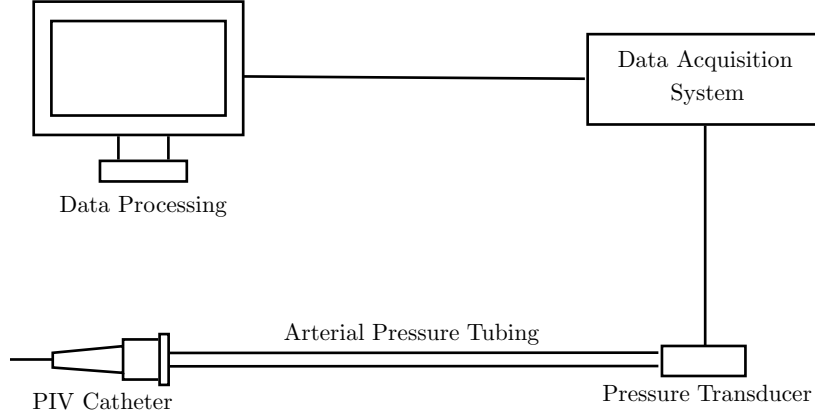 Data Acquisition
System
Data Processing
Arterial Pressure Tubing
PIV Catheter
Pressure Transducer